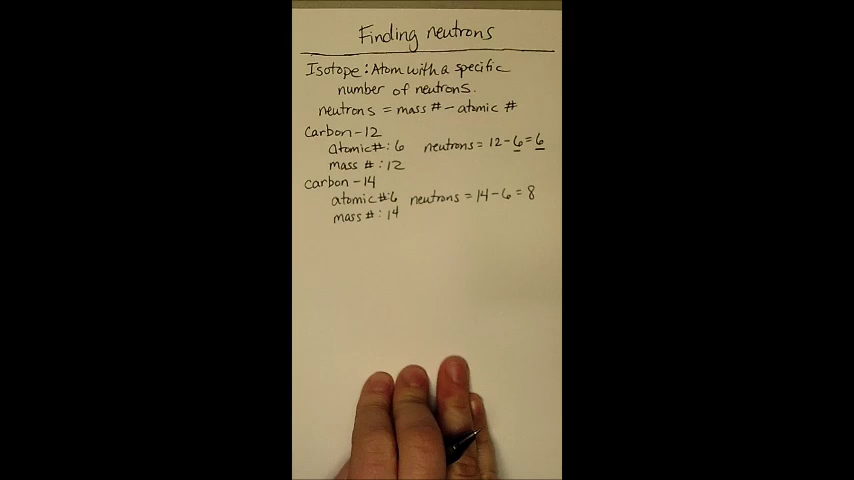 Finding neutrons
Isotope: Atom with a specific
number of neutrons.
neutrons = mass # - atomic #
Carbon-12
atomic #: 6 neutrons = 12 - 6 = 6
mass #: 12
Carbon-14
atomic #: 6 neutrons = 14 - 6 = 8
mass #: 14